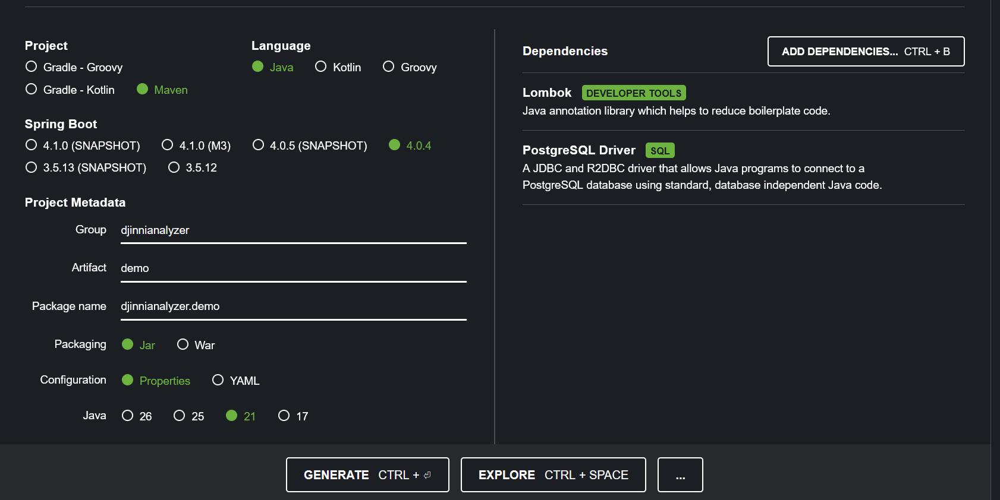 Project
Gradle - Groovy
Gradle - Kotlin Maven
Language
Java Kotlin Groovy
Spring Boot
4.1.0 (SNAPSHOT) 4.1.0 (M3) 4.0.5 (SNAPSHOT) 4.0.4
3.5.13 (SNAPSHOT) 3.5.12
Project Metadata
Group djinnianalyzer
Artifact demo
Package name djinnianalyzer.demo
Packaging Jar War
Configuration Properties YAML
Java 26 25 21 17
Dependencies ADD DEPENDENCIES... CTRL + B
Lombok DEVELOPER TOOLS
Java annotation library which helps to reduce boilerplate code.
PostgreSQL Driver SQL
A JDBC and R2DBC driver that allows Java programs to connect to a
PostgreSQL database using standard, database independent Java code.
GENERATE CTRL + ⏎ EXPLORE CTRL + SPACE ...